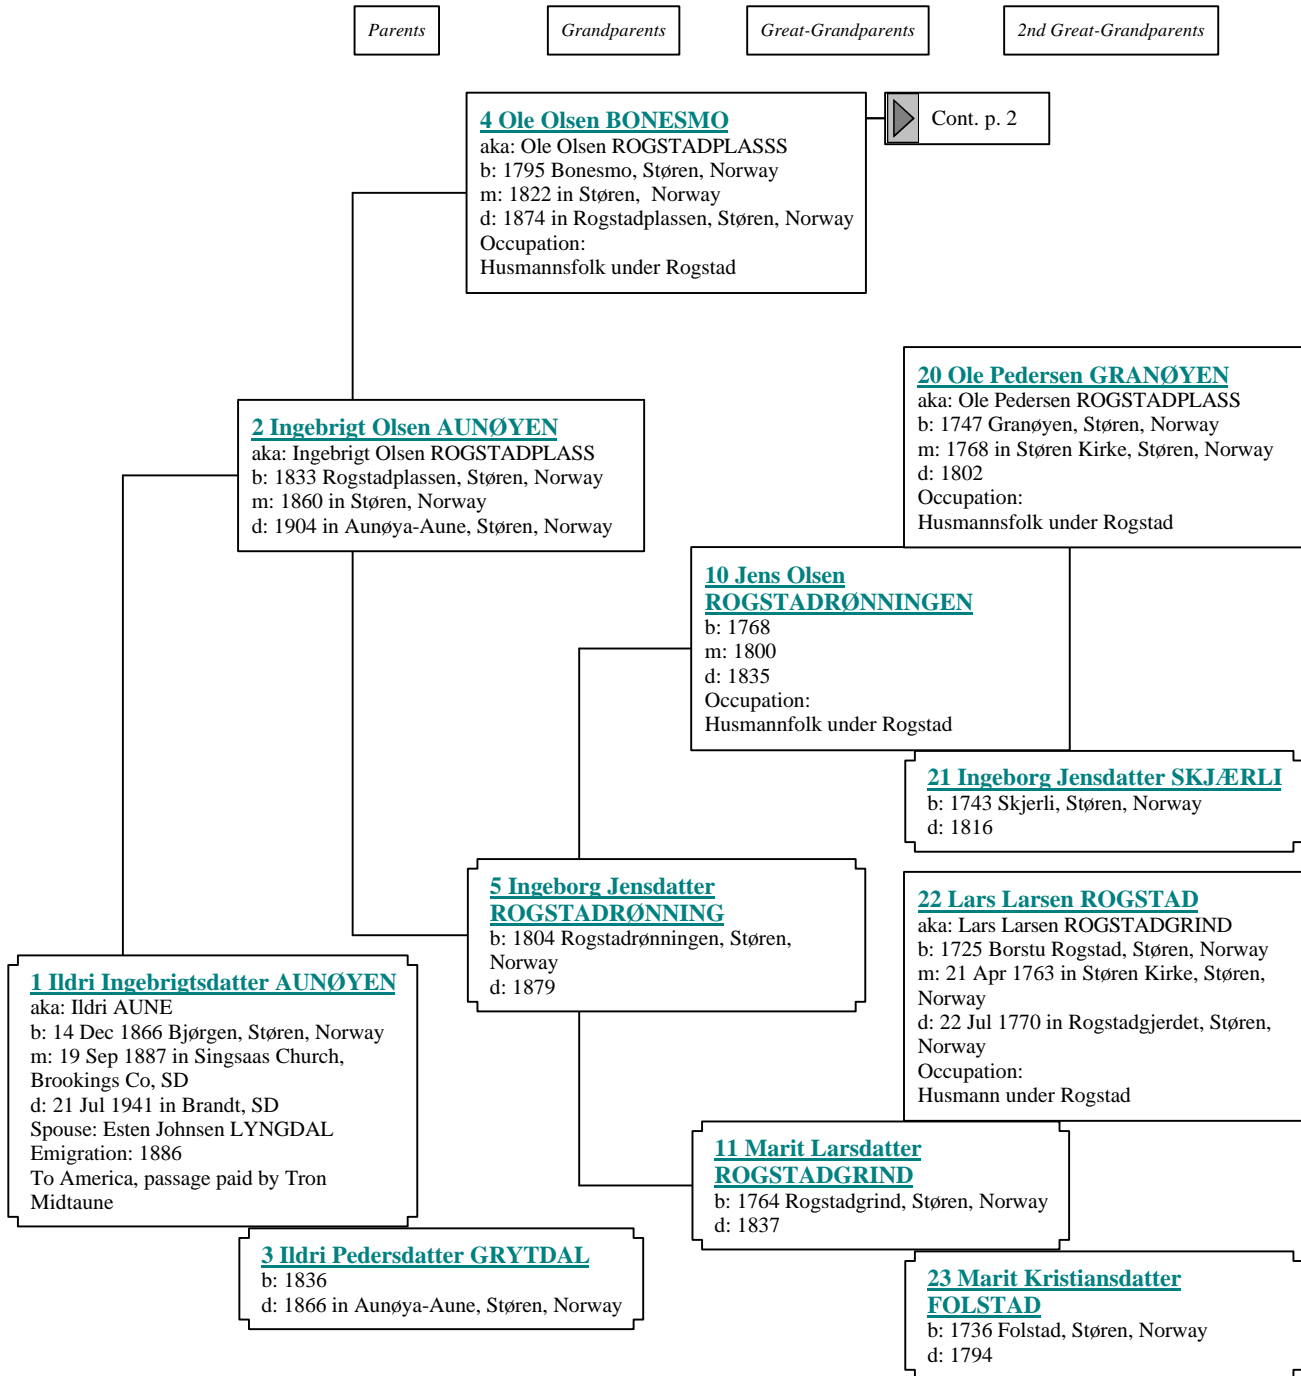 Parents
Grandparents
Great-Grandparents
2nd Great-Grandparents
4 Ole Olsen BONESMO
aka: Ole Olsen ROGSTADPLASSS
b: 1795 Bonesmo, Støren, Norway
m: 1822 in Støren,  Norway
d: 1874 in Rogstadplassen, Støren, Norway
Occupation:
Husmannsfolk under Rogstad
Cont. p. 2
20 Ole Pedersen GRANØYEN
aka: Ole Pedersen ROGSTADPLASS
b: 1747 Granøyen, Støren, Norway
m: 1768 in Støren Kirke, Støren, Norway
d: 1802
Occupation:
Husmannsfolk under Rogstad
2 Ingebrigt Olsen AUNØYEN
aka: Ingebrigt Olsen ROGSTADPLASS
b: 1833 Rogstadplassen, Støren, Norway
m: 1860 in Støren, Norway
d: 1904 in Aunøya-Aune, Støren, Norway
10 Jens Olsen
ROGSTADRØNNINGEN
b: 1768
m: 1800
d: 1835
Occupation:
Husmannfolk under Rogstad
21 Ingeborg Jensdatter SKJÆRLI
b: 1743 Skjerli, Støren, Norway
d: 1816
5 Ingeborg Jensdatter
ROGSTADRØNNING
b: 1804 Rogstadrønningen, Støren,
Norway
d: 1879
22 Lars Larsen ROGSTAD
aka: Lars Larsen ROGSTADGRIND
b: 1725 Borstu Rogstad, Støren, Norway
m: 21 Apr 1763 in Støren Kirke, Støren,
Norway
d: 22 Jul 1770 in Rogstadgjerdet, Støren,
Norway
Occupation:
Husmann under Rogstad
1 Ildri Ingebrigtsdatter AUNØYEN
aka: Ildri AUNE
b: 14 Dec 1866 Bjørgen, Støren, Norway
m: 19 Sep 1887 in Singsaas Church,
Brookings Co, SD
d: 21 Jul 1941 in Brandt, SD
Spouse: Esten Johnsen LYNGDAL
Emigration: 1886
To America, passage paid by Tron
Midtaune
11 Marit Larsdatter
ROGSTADGRIND
b: 1764 Rogstadgrind, Støren, Norway
d: 1837
3 Ildri Pedersdatter GRYTDAL
b: 1836
d: 1866 in Aunøya-Aune, Støren, Norway
23 Marit Kristiansdatter
FOLSTAD
b: 1736 Folstad, Støren, Norway
d: 1794